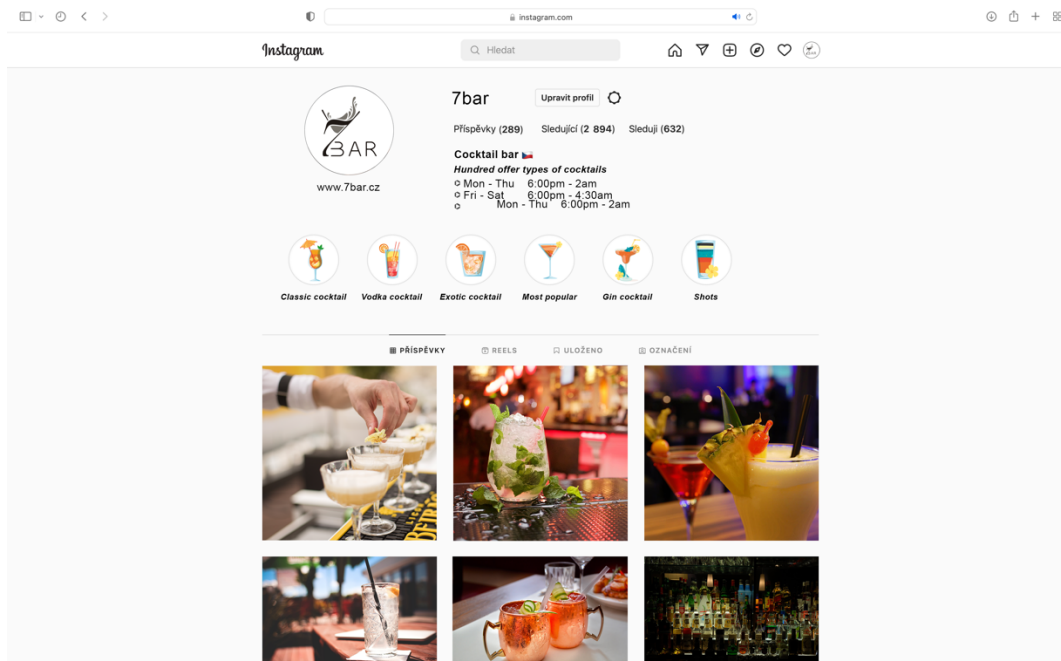 instagram.com
Instagram
Hledat
7BAR
www.7bar.cz
7bar
Upravit profil
Příspěvky (289) Sledující (2 894) Sleduji (632)
Cocktail bar
Hundred offer types of cocktails
Mon - Thu 6:00pm - 2am
Fri - Sat 6:00pm - 4:30am
Mon - Thu 6:00pm - 2am
Classic cocktail Vodka cocktail Exotic cocktail Most popular Gin cocktail Shots
PŘÍSPĚVKY REELS ULOŽENO OZNAČENÍ